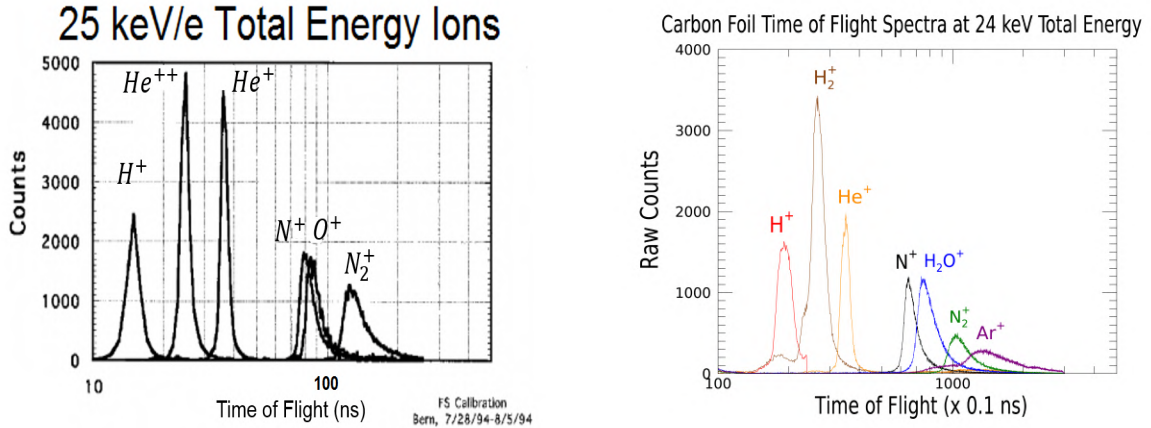 25 keV/e Total Energy Ions
5000
4000
3000
2000
1000
0
Counts
He⁺⁺
He⁺
H⁺
N⁺ O⁺
N₂⁺
10
100
Time of Flight (ns)
FS Calibration
Bern, 7/28/94-8/5/94
Carbon Foil Time of Flight Spectra at 24 keV Total Energy
4000
3000
2000
1000
0
Raw Counts
H₂⁺
He⁺
H⁺
N⁺
H₂O⁺
N₂⁺
Ar⁺
100
1000
Time of Flight (x 0.1 ns)